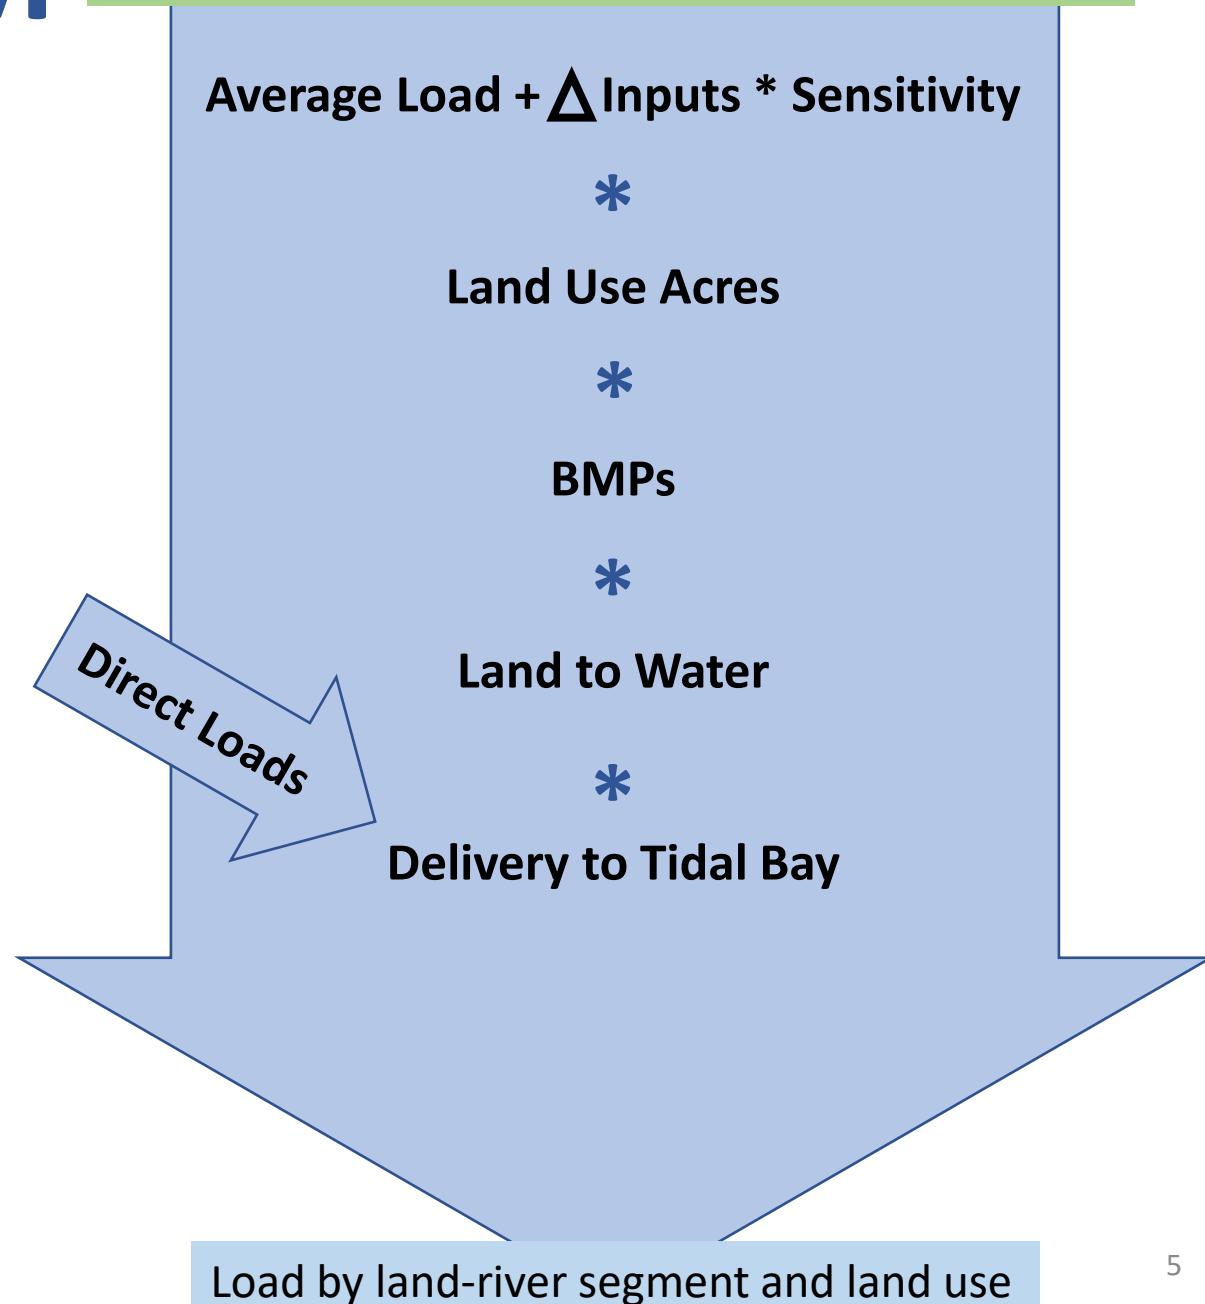 Average Load + Δ Inputs * Sensitivity
*
Land Use Acres
*
BMPs
*
Land to Water
Direct Loads
*
Delivery to Tidal Bay
Load by land-river segment and land use
5